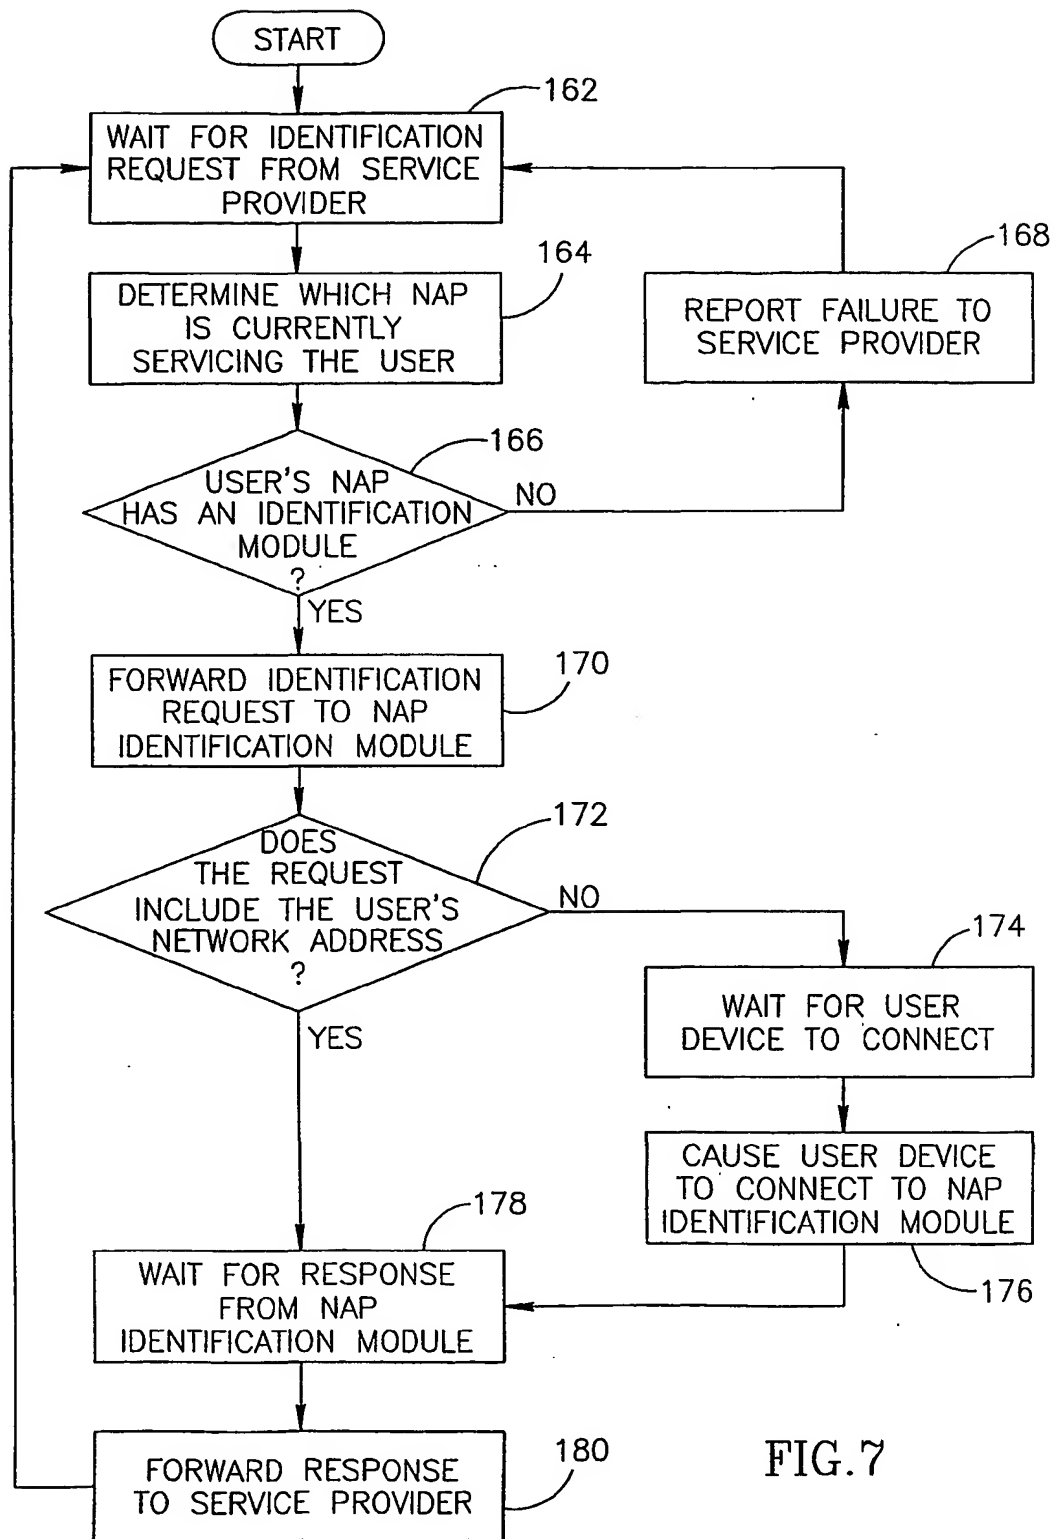 START
162
WAIT FOR IDENTIFICATION
REQUEST FROM SERVICE
PROVIDER
164
DETERMINE WHICH NAP
IS CURRENTLY
SERVICING THE USER
168
REPORT FAILURE TO
SERVICE PROVIDER
166
USER'S NAP
HAS AN IDENTIFICATION
MODULE
?
NO
YES
170
FORWARD IDENTIFICATION
REQUEST TO NAP
IDENTIFICATION MODULE
172
DOES
THE REQUEST
INCLUDE THE USER'S
NETWORK ADDRESS
?
NO
YES
174
WAIT FOR USER
DEVICE TO CONNECT
CAUSE USER DEVICE
TO CONNECT TO NAP
IDENTIFICATION MODULE
176
178
WAIT FOR RESPONSE
FROM NAP
IDENTIFICATION MODULE
180
FORWARD RESPONSE
TO SERVICE PROVIDER
FIG.7